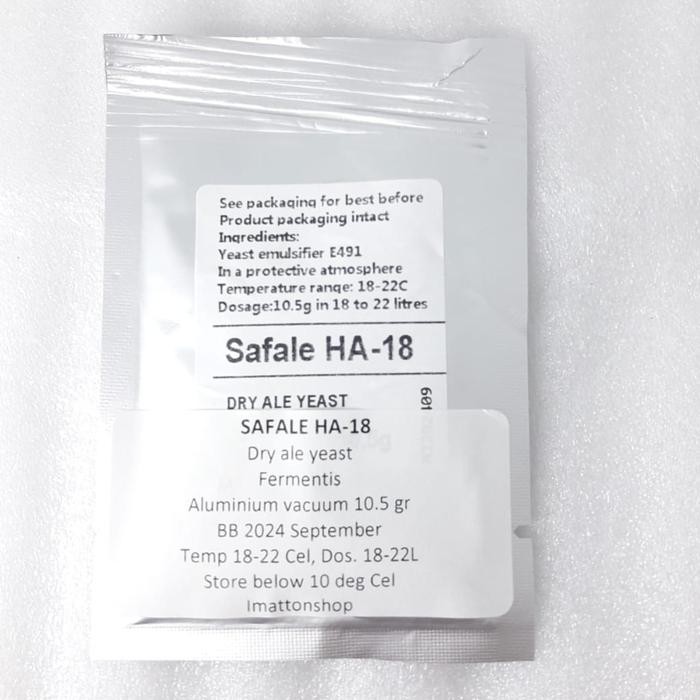 See packaging for best before
Product packaging intact
Ingredients:
Yeast emulsifier E491
In a protective atmosphere
Temperature range: 18-22C
Dosage:10.5g in 18 to 22 litres
Safale HA-18
DRY ALE YEAST
SAFALE HA-18
Dry ale yeast
Fermentis
Aluminium vacuum 10.5 gr
BB 2024 September
Temp 18-22 Cel, Dos. 18-22L
Store below 10 deg Cel
Imattonshop